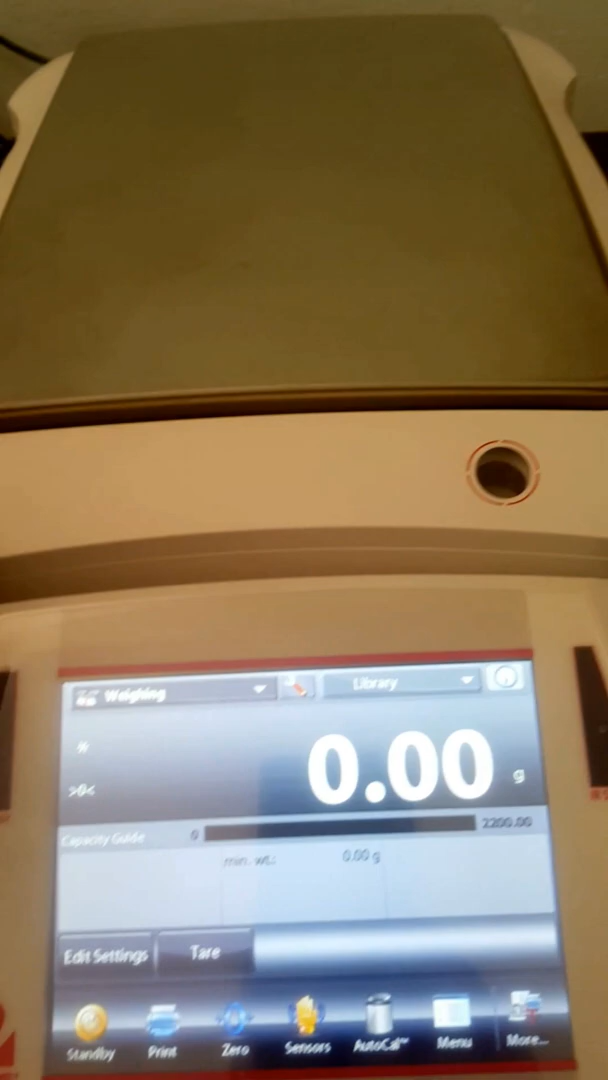 Weighing
Library
*
>0<
0.00 g
Capacity Guide 0 2200.00
min. wt.: 0.00 g
Edit Settings Tare
Standby Print Zero Sensors AutoCal™ Menu More...